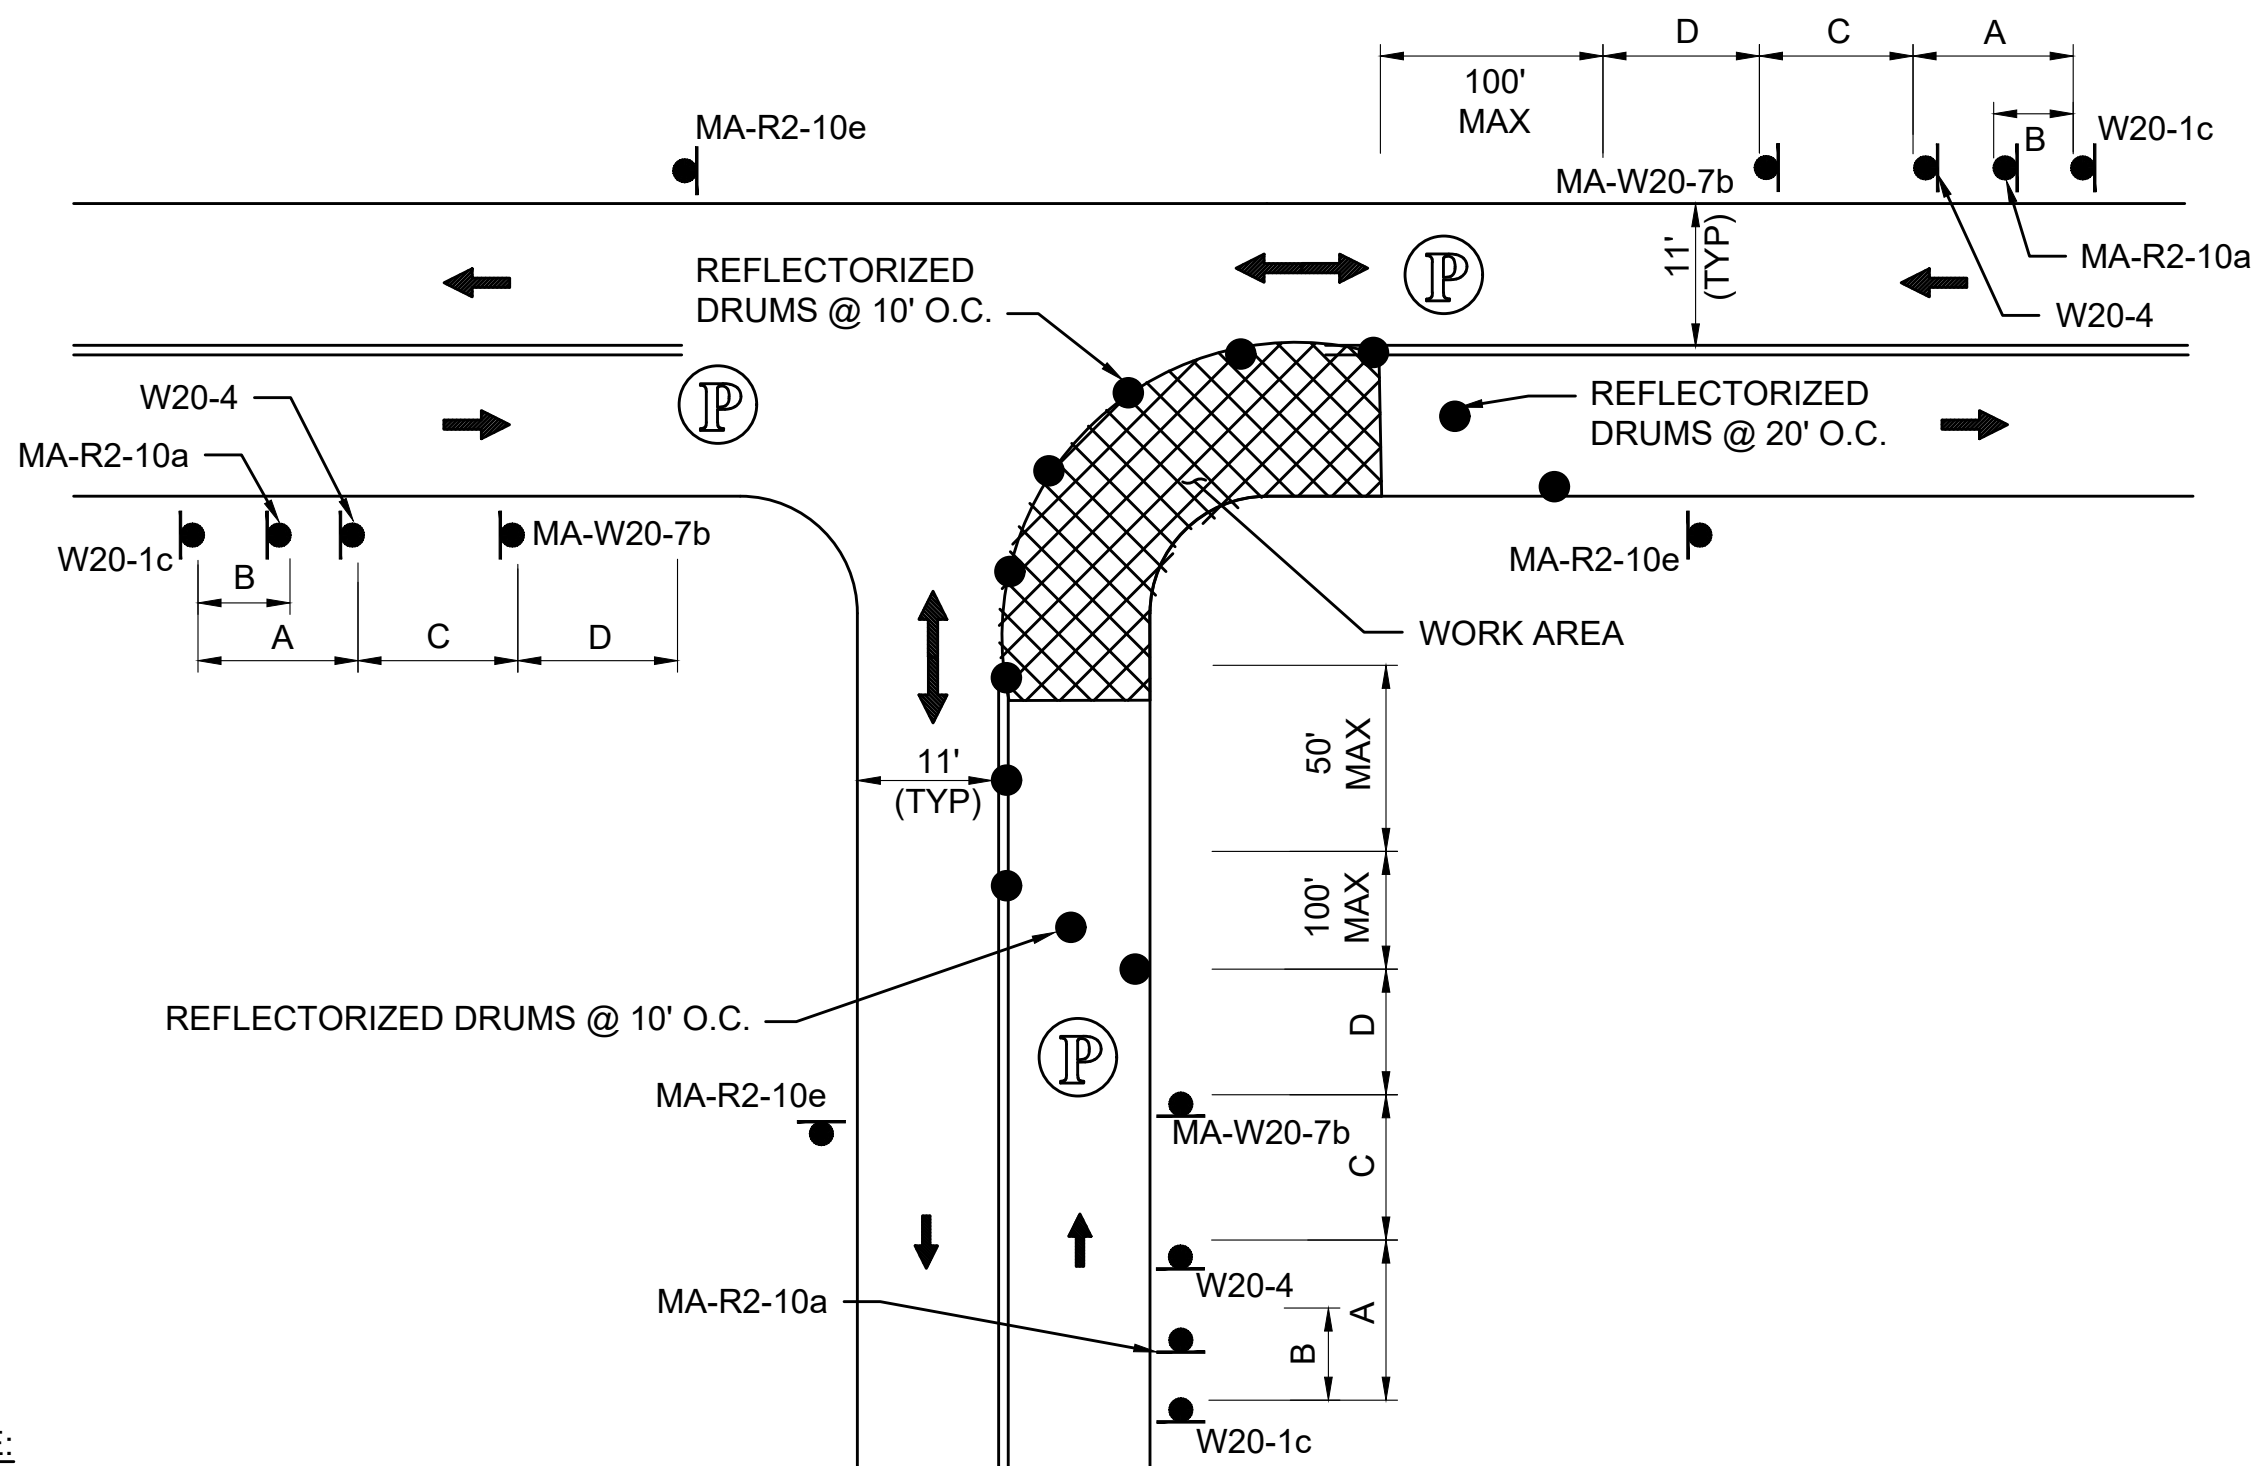 D
C
A
100'
MAX
B
MA-R2-10e
W20-1c
MA-W20-7b
11'
(TYP)
MA-R2-10a
W20-4
REFLECTORIZED
DRUMS @ 10' O.C.
P
P
W20-4
MA-R2-10a
REFLECTORIZED
DRUMS @ 20' O.C.
W20-1c
MA-W20-7b
B
A
C
D
MA-R2-10e
WORK AREA
11'
(TYP)
50'
MAX
100'
MAX
REFLECTORIZED DRUMS @ 10' O.C.
D
P
MA-R2-10e
MA-W20-7b
C
W20-4
MA-R2-10a
A
B
W20-1c
E: